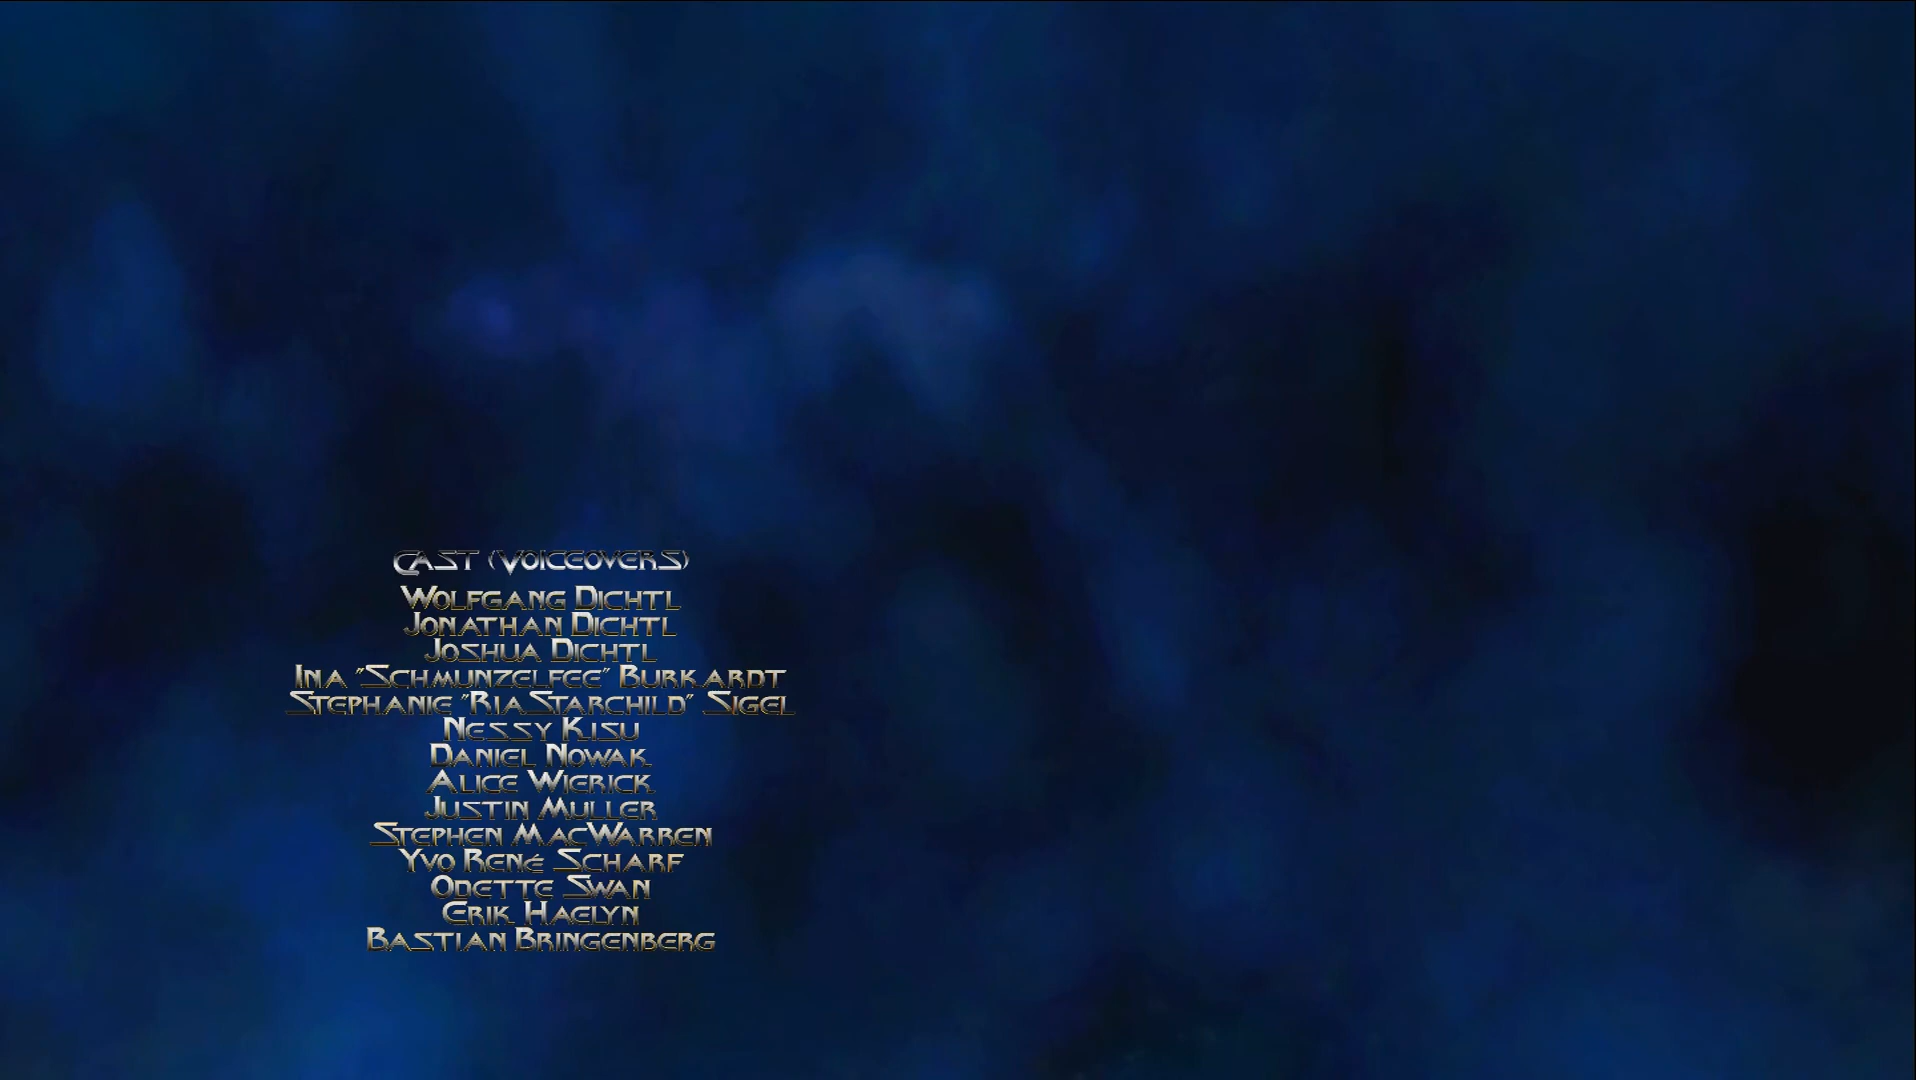 Cast (Voiceovers)
Wolfgang Dichtl
Jonathan Dichtl
Joshua Dichtl
Ina "Schmunzelfee" Burkardt
Stephanie "RiaStarchild" Sigel
Nessy Kisu
Daniel Nowak
Alice Wierick
Justin Muller
Stephen MacWarren
Yvo René Scharf
Odette Swan
Erik Haelyn
Bastian Bringenberg